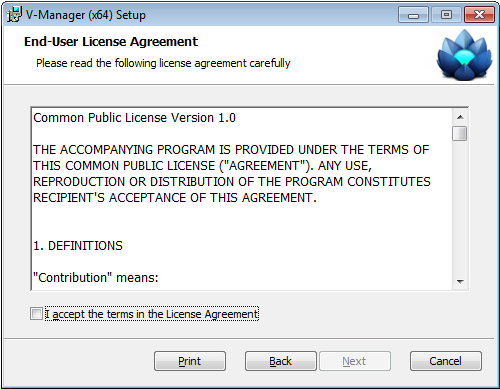 V-Manager (x64) Setup
End-User License Agreement
Please read the following license agreement carefully
Common Public License Version 1.0
THE ACCOMPANYING PROGRAM IS PROVIDED UNDER THE TERMS OF
THIS COMMON PUBLIC LICENSE ("AGREEMENT"). ANY USE,
REPRODUCTION OR DISTRIBUTION OF THE PROGRAM CONSTITUTES
RECIPIENT'S ACCEPTANCE OF THIS AGREEMENT.
1. DEFINITIONS
"Contribution" means:
I accept the terms in the License Agreement
Print Back Next Cancel